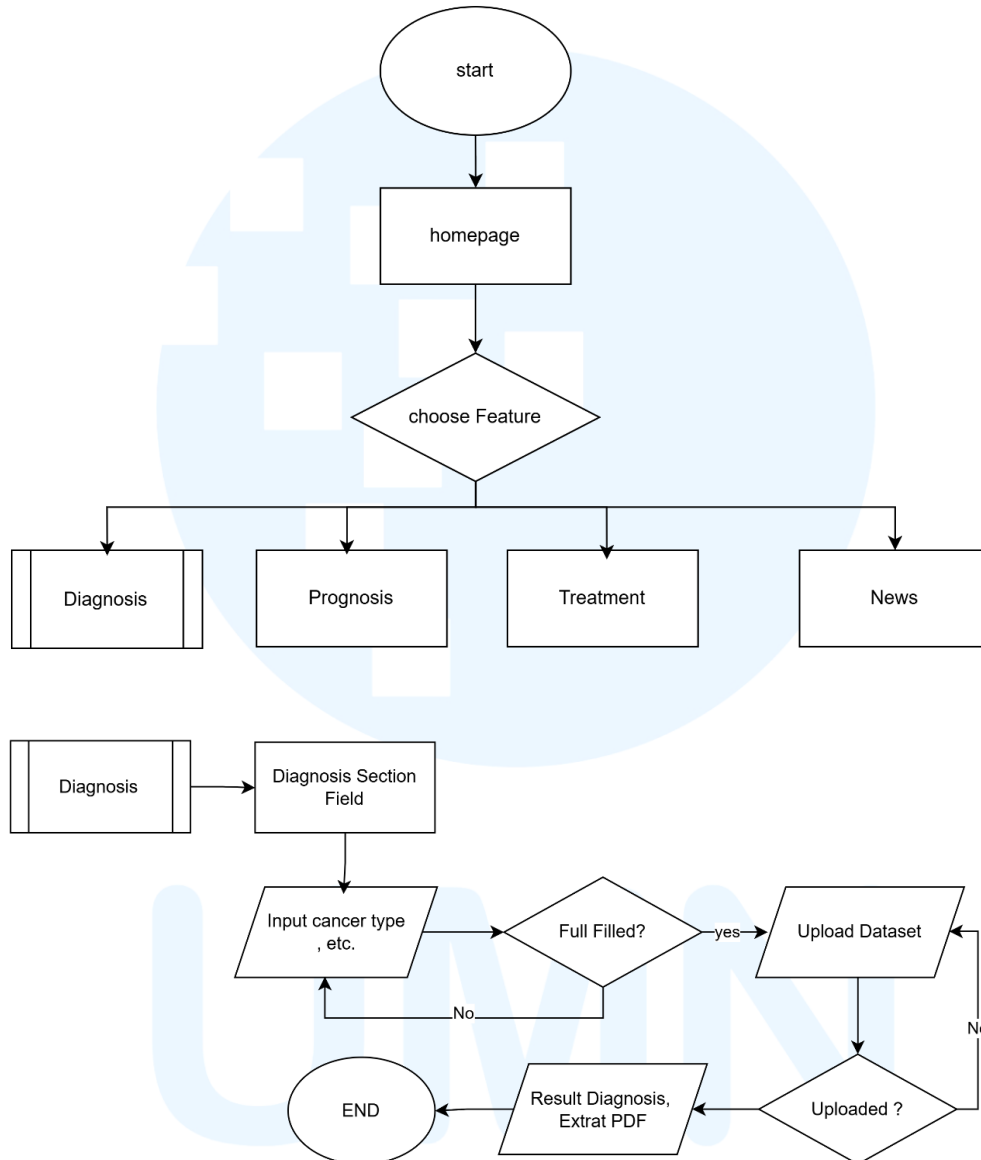 start
homepage
choose Feature
Diagnosis
Prognosis
Treatment
News
Diagnosis
Diagnosis Section
Field
Input cancer type
, etc.
Full Filled?
yes
Upload Dataset
No
No
Uploaded ?
Result Diagnosis,
Extrat PDF
END
UMN